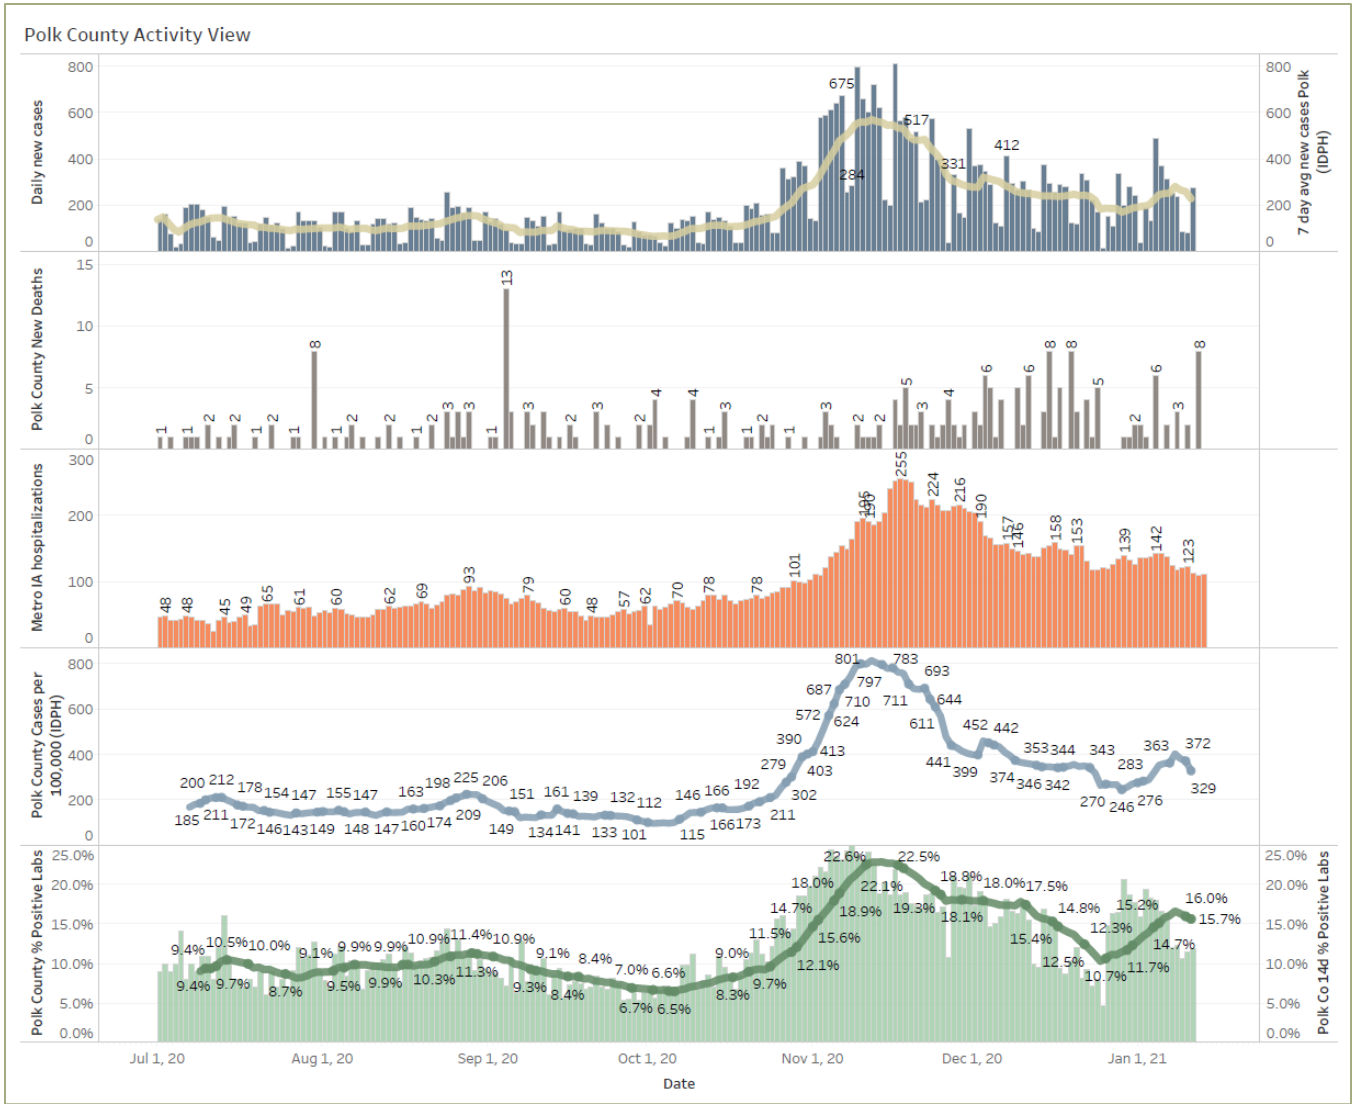 Polk County Activity View
Daily new cases
800
600
400
200
0
675
284
517
331
412
800
600
400
200
0
7 day avg new cases Polk
(IDPH)
Polk County New Deaths
15
10
5
0
1 1 2 2 1 2 1 8 1 2 2 1 2 3 3 1 13 3 2 3 2 4 4 1 3 1 2 1 3 2 2 5 3 4 6 6 8 8 5 2 6 3 8
Metro IA hospitalizations
300
200
100
0
48 48 45 49 65 61 60 62 69 93 79 60 48 57 62 70 78 78 101 195 190 255 224 216 190 157 146 158 153 139 142 123
Polk County Cases per
100,000 (IDPH)
800
600
400
200
0
801 783
693
687 797
710 711 644
572 624 611
390 413 452 442
279 403 441 399 353 344 343 363 372
200 212 178 154 147 155 147 163 198 225 206 151 161 139 132 112 146 166 192 302 374 346 342 283 329
185 211 172 146 143 149 148 147 160 174 209 149 134 141 133 101 115 166 173 211 270 246 276
Polk County % Positive Labs
25.0%
20.0%
15.0%
10.0%
5.0%
0.0%
22.6% 22.5%
18.0% 22.1% 18.8% 18.0% 17.5% 16.0%
14.7% 18.9% 19.3% 18.1% 14.8% 15.2% 15.7%
9.4% 10.5% 10.0% 9.1% 9.9% 9.9% 10.9% 11.4% 10.9% 9.1% 8.4% 7.0% 6.6% 9.0% 11.5% 15.6% 15.4% 12.3% 14.7%
9.4% 9.7% 8.7% 9.5% 9.9% 10.3% 11.3% 9.3% 8.4% 6.7% 6.5% 8.3% 9.7% 12.1% 12.5% 10.7% 11.7%
25.0%
20.0%
15.0%
10.0%
5.0%
0.0%
Polk Co 14d % Positive Labs
Jul 1, 20 Aug 1, 20 Sep 1, 20 Oct 1, 20 Nov 1, 20 Dec 1, 20 Jan 1, 21
Date